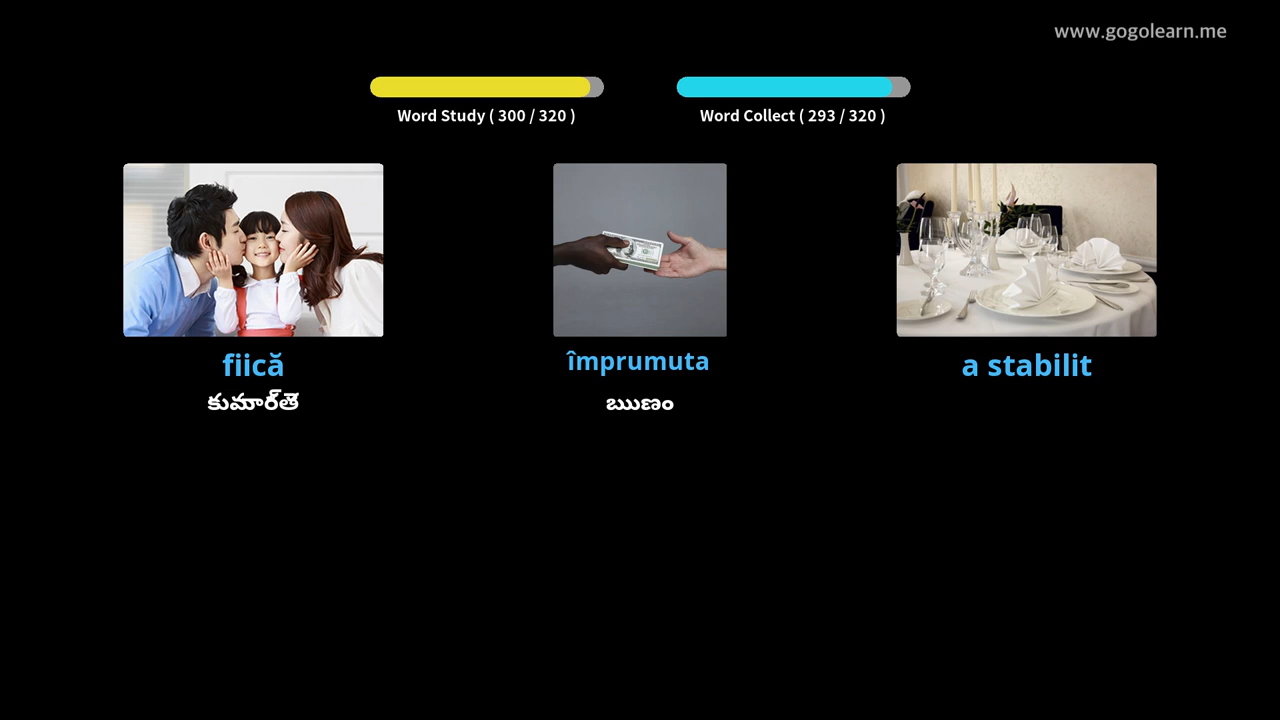 www.gogolearn.me
Word Study ( 300 / 320 )
Word Collect ( 293 / 320 )
fiică
împrumuta
a stabilit
కుమార్తె
ఋణం